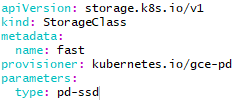 apiVersion: storage.k8s.io/v1
kind: StorageClass
metadata:
  name: fast
provisioner: kubernetes.io/gce-pd
parameters:
  type: pd-ssd